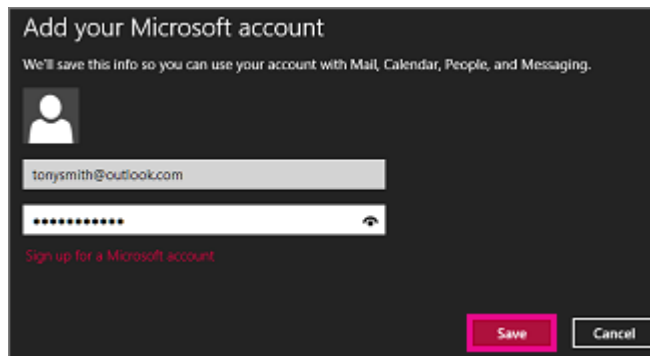 Add your Microsoft account
We'll save this info so you can use your account with Mail, Calendar, People, and Messaging.
tonysmith@outlook.com
•••••••••••
Sign up for a Microsoft account
Save Cancel